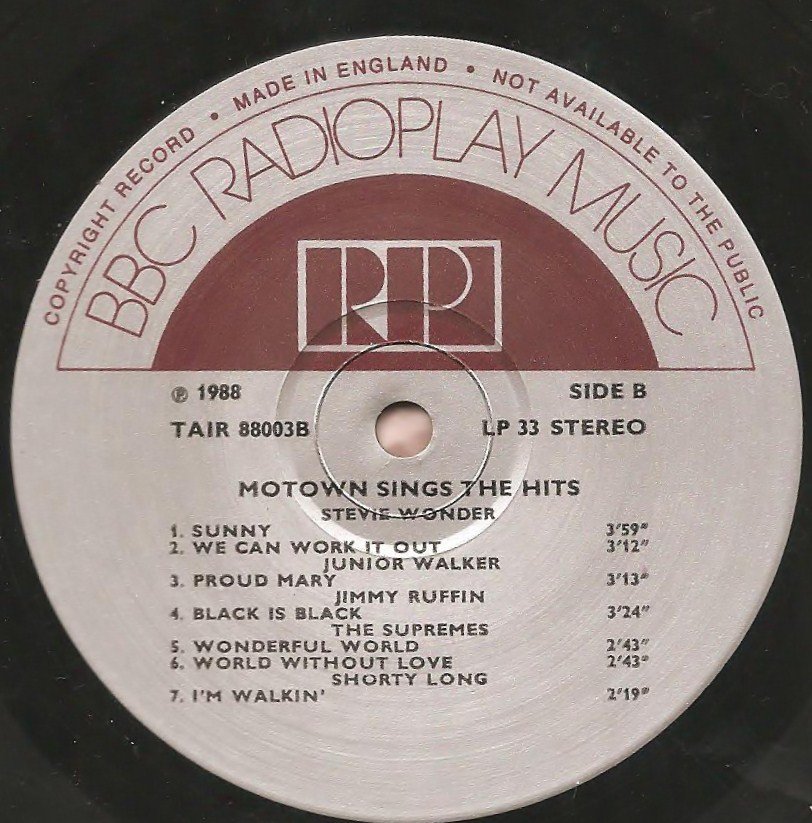 COPYRIGHT RECORD • MADE IN ENGLAND • NOT AVAILABLE TO THE PUBLIC
BBC RADIOPLAY MUSIC
RP
℗ 1988 SIDE B
TAIR 88003B LP 33 STEREO
MOTOWN SINGS THE HITS
STEVIE WONDER
1. SUNNY 3'59"
2. WE CAN WORK IT OUT 3'12"
JUNIOR WALKER
3. PROUD MARY 3'13"
JIMMY RUFFIN
4. BLACK IS BLACK 3'24"
THE SUPREMES
5. WONDERFUL WORLD 2'43"
6. WORLD WITHOUT LOVE 2'43"
SHORTY LONG
7. I'M WALKIN' 2'19"